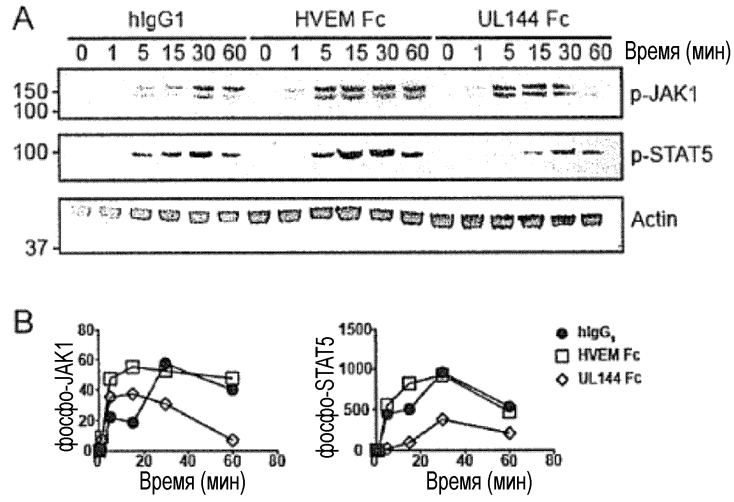 A
hIgG1 HVEM Fc UL144 Fc
0 1 5 15 30 60 0 1 5 15 30 60 0 1 5 15 30 60 Время (мин)
150
100
p-JAK1
100
p-STAT5
Actin
37
B
фосфо-JAK1
80
60
40
20
0
0 20 40 60 80
Время (мин)
фосфо-STAT5
1500
1000
500
0
0 20 40 60 80
Время (мин)
hIgG1
HVEM Fc
UL144 Fc